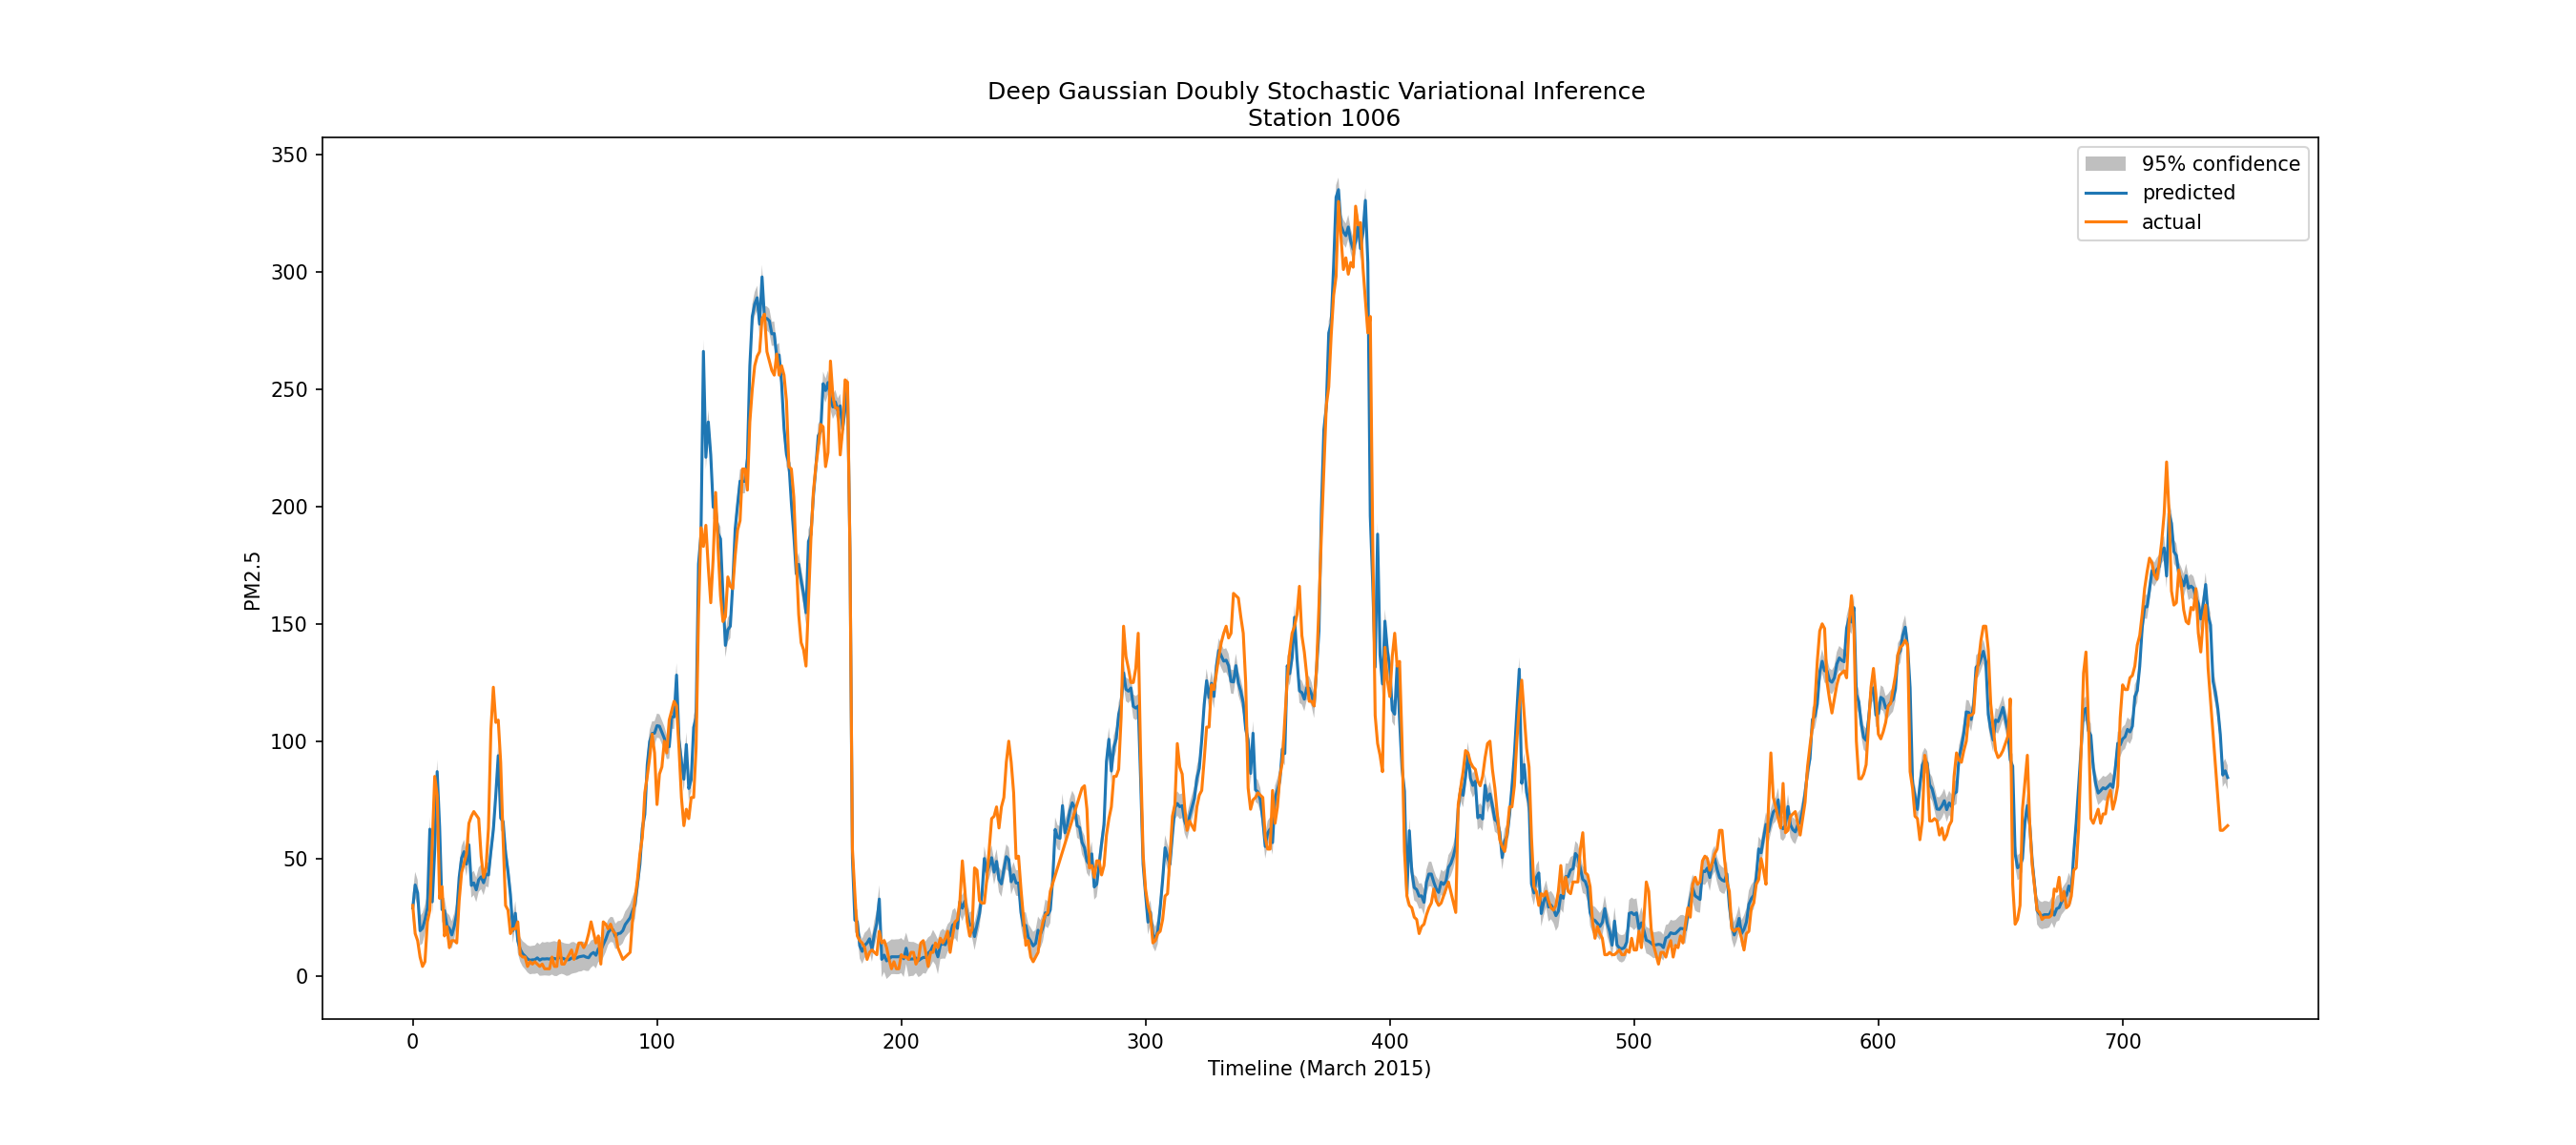 Deep Gaussian Doubly Stochastic Variational Inference
Station 1006
95% confidence
predicted
actual
350
300
250
200
150
100
50
0
PM2.5
0 100 200 300 400 500 600 700
Timeline (March 2015)